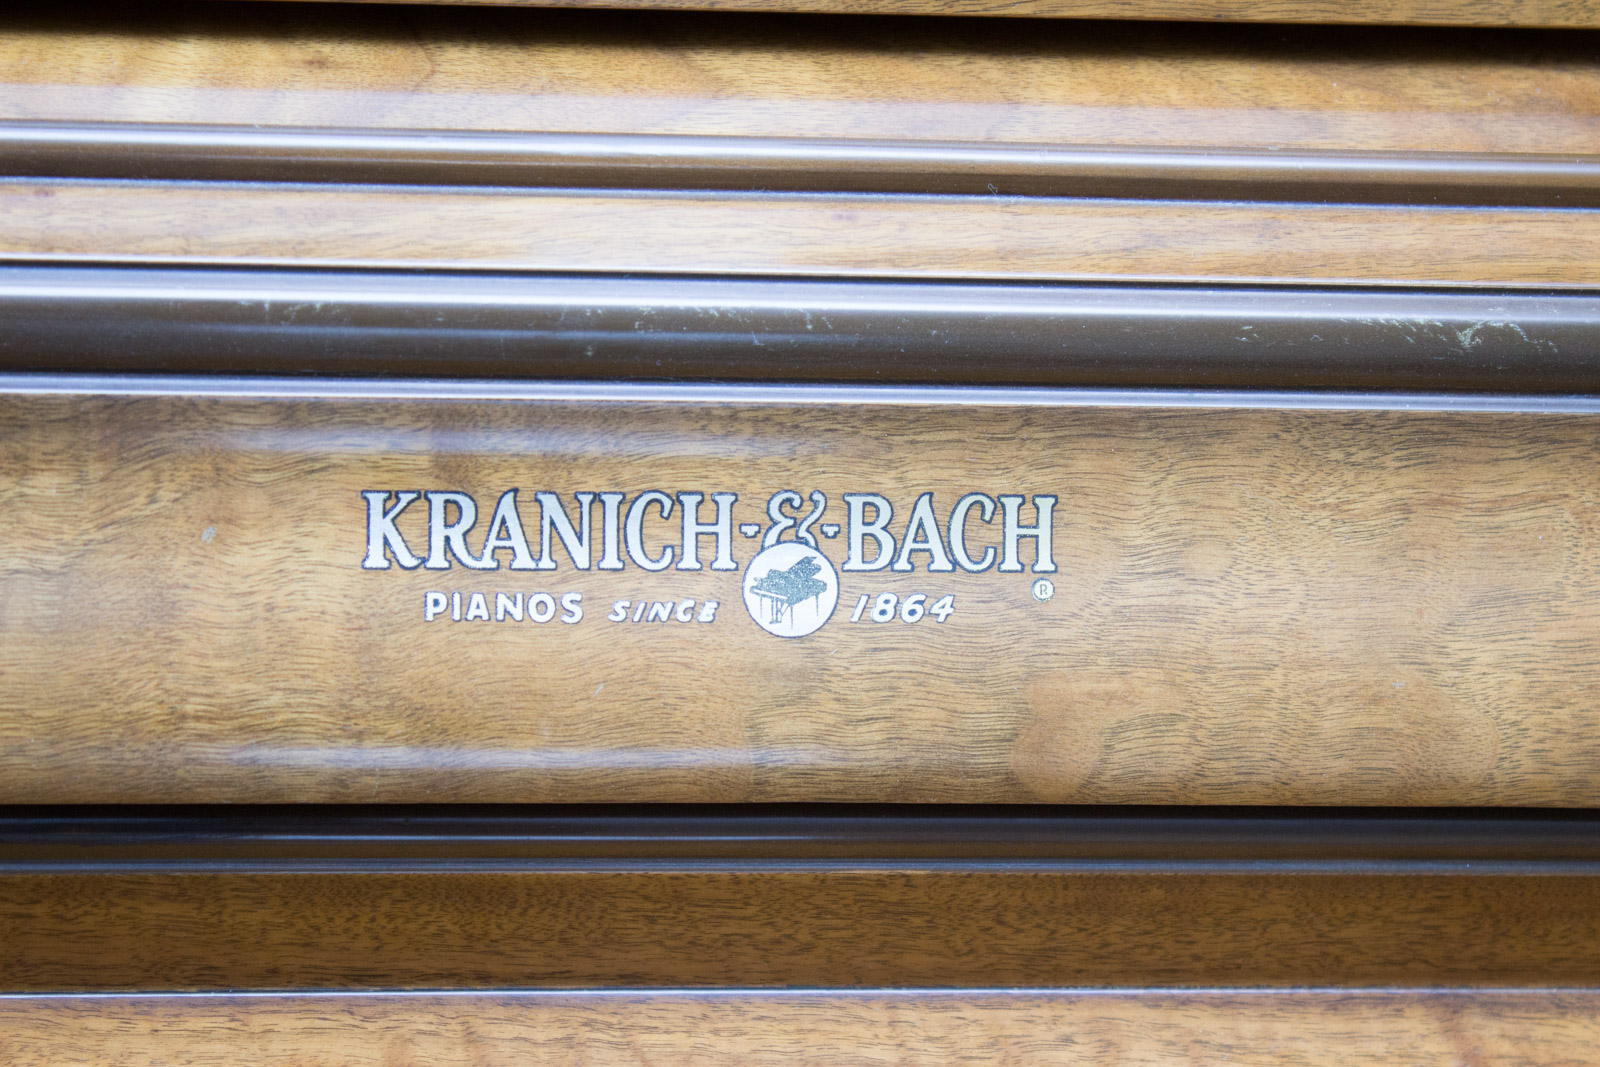 KRANICH-&-BACH
PIANOS SINCE 1864 ®